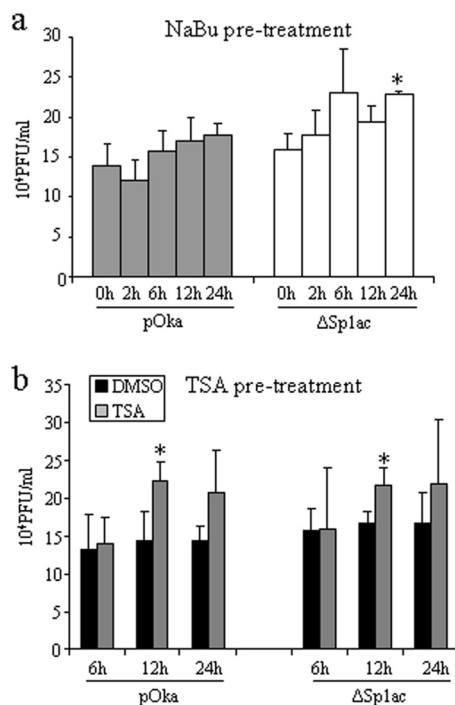 a
NaBu pre-treatment
30
25
20
15
10
5
0
10⁴PFU/ml
*
0h 2h 6h 12h 24h 0h 2h 6h 12h 24h
pOka ΔSp1ac
b
TSA pre-treatment
DMSO
TSA
35
30
25
20
15
10
5
0
10⁴PFU/ml
* *
6h 12h 24h 6h 12h 24h
pOka ΔSp1ac